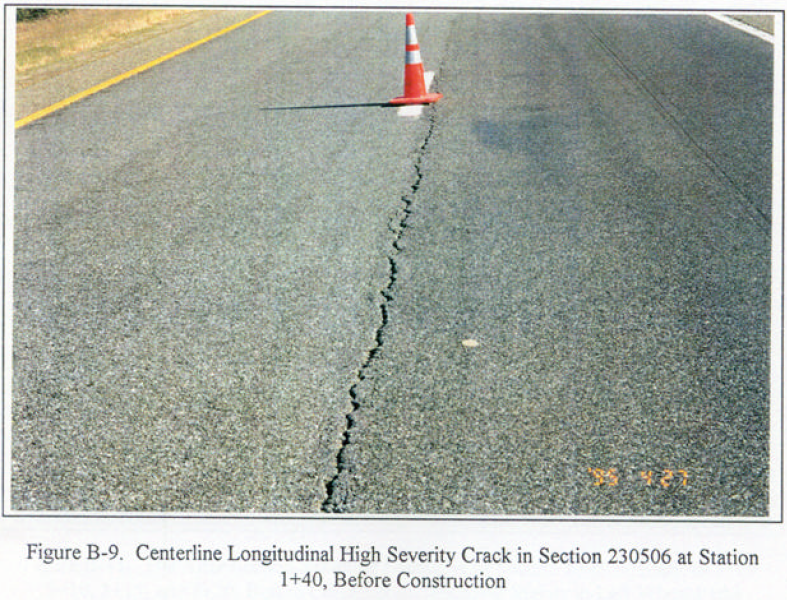 '95 4.27
Figure B-9. Centerline Longitudinal High Severity Crack in Section 230506 at Station
1+40, Before Construction